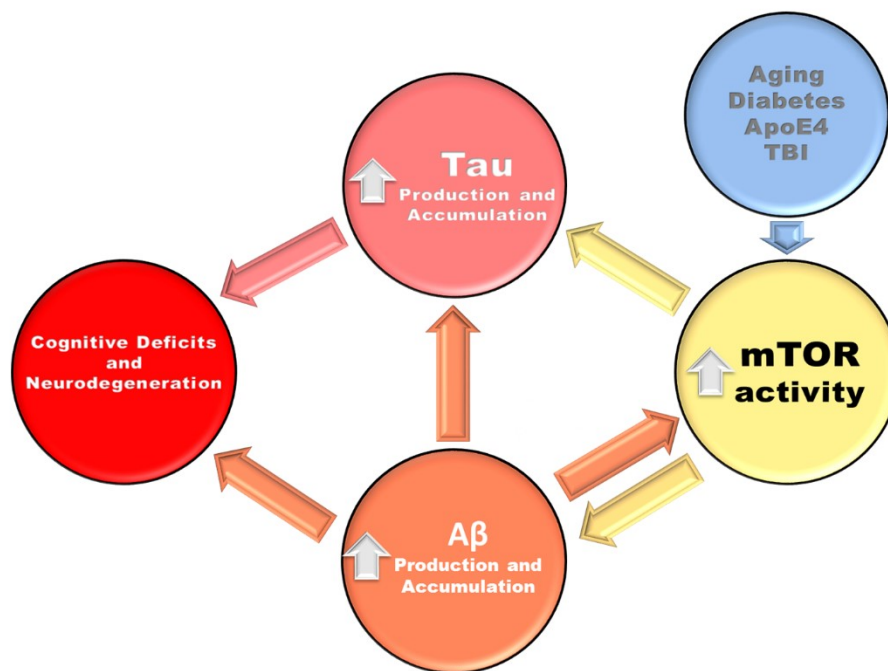 Aging
Diabetes
ApoE4
TBI
Tau
Production and
Accumulation
Cognitive Deficits
and
Neurodegeneration
mTOR
activity
Aβ
Production and
Accumulation